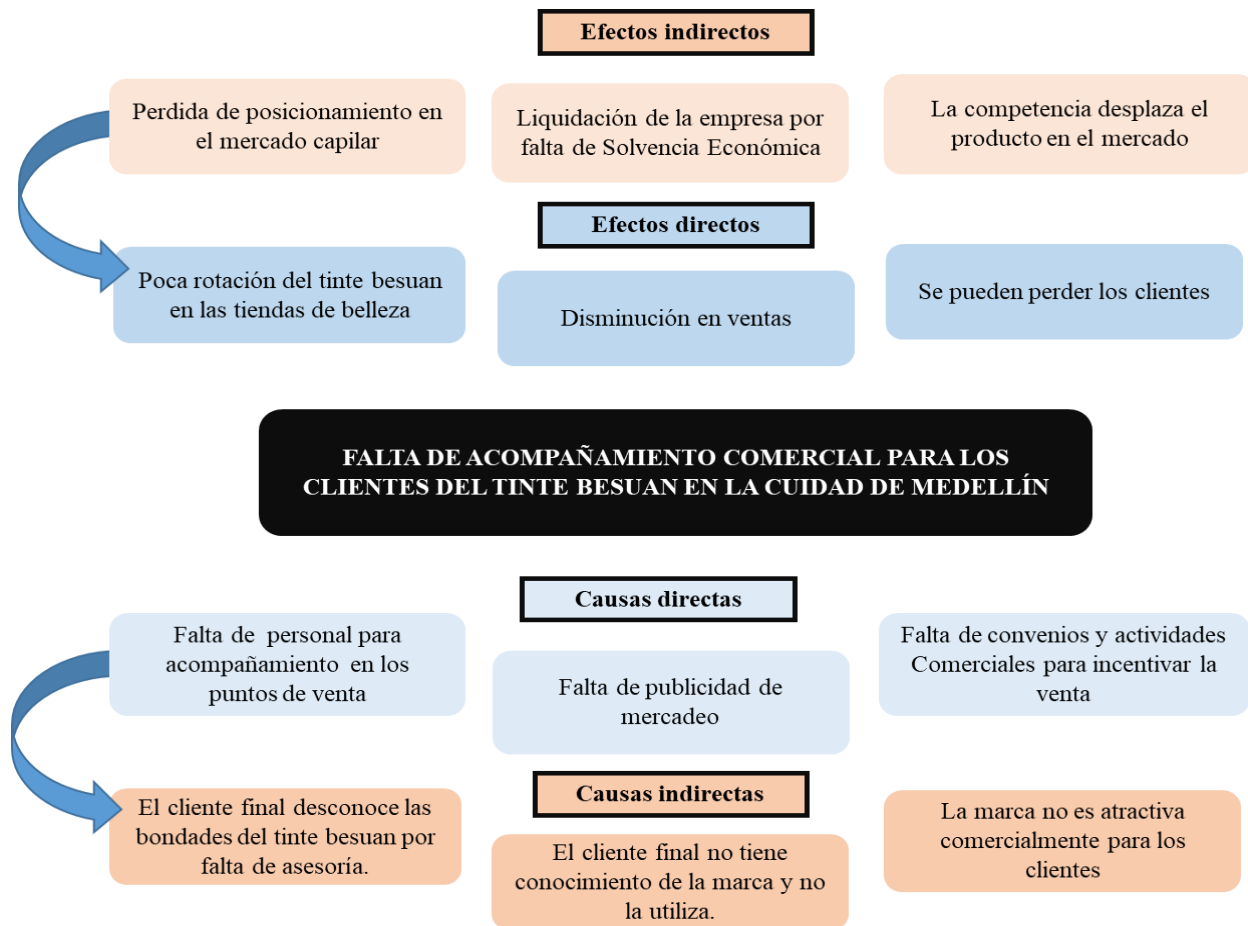 Efectos indirectos
Perdida de posicionamiento en
el mercado capilar
Liquidación de la empresa por
falta de Solvencia Económica
La competencia desplaza el
producto en el mercado
Efectos directos
Poca rotación del tinte besuan
en las tiendas de belleza
Disminución en ventas
Se pueden perder los clientes
FALTA DE ACOMPAÑAMIENTO COMERCIAL PARA LOS
CLIENTES DEL TINTE BESUAN EN LA CUIDAD DE MEDELLÍN
Causas directas
Falta de personal para
acompañamiento en los
puntos de venta
Falta de publicidad de
mercadeo
Falta de convenios y actividades
Comerciales para incentivar la
venta
Causas indirectas
El cliente final desconoce las
bondades del tinte besuan por
falta de asesoría.
El cliente final no tiene
conocimiento de la marca y no
la utiliza.
La marca no es atractiva
comercialmente para los
clientes